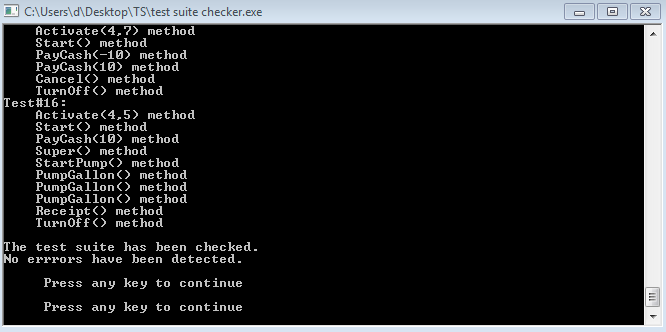 C:\Users\d\Desktop\TS\test suite checker.exe
Activate(4,7) method
Start() method
PayCash(-10) method
PayCash(10) method
Cancel() method
TurnOff() method
Test#16:
Activate(4,5) method
Start() method
PayCash(10) method
Super() method
StartPump() method
PumpGallon() method
PumpGallon() method
PumpGallon() method
Receipt() method
TurnOff() method
The test suite has been checked.
No errrors have been detected.
Press any key to continue
Press any key to continue